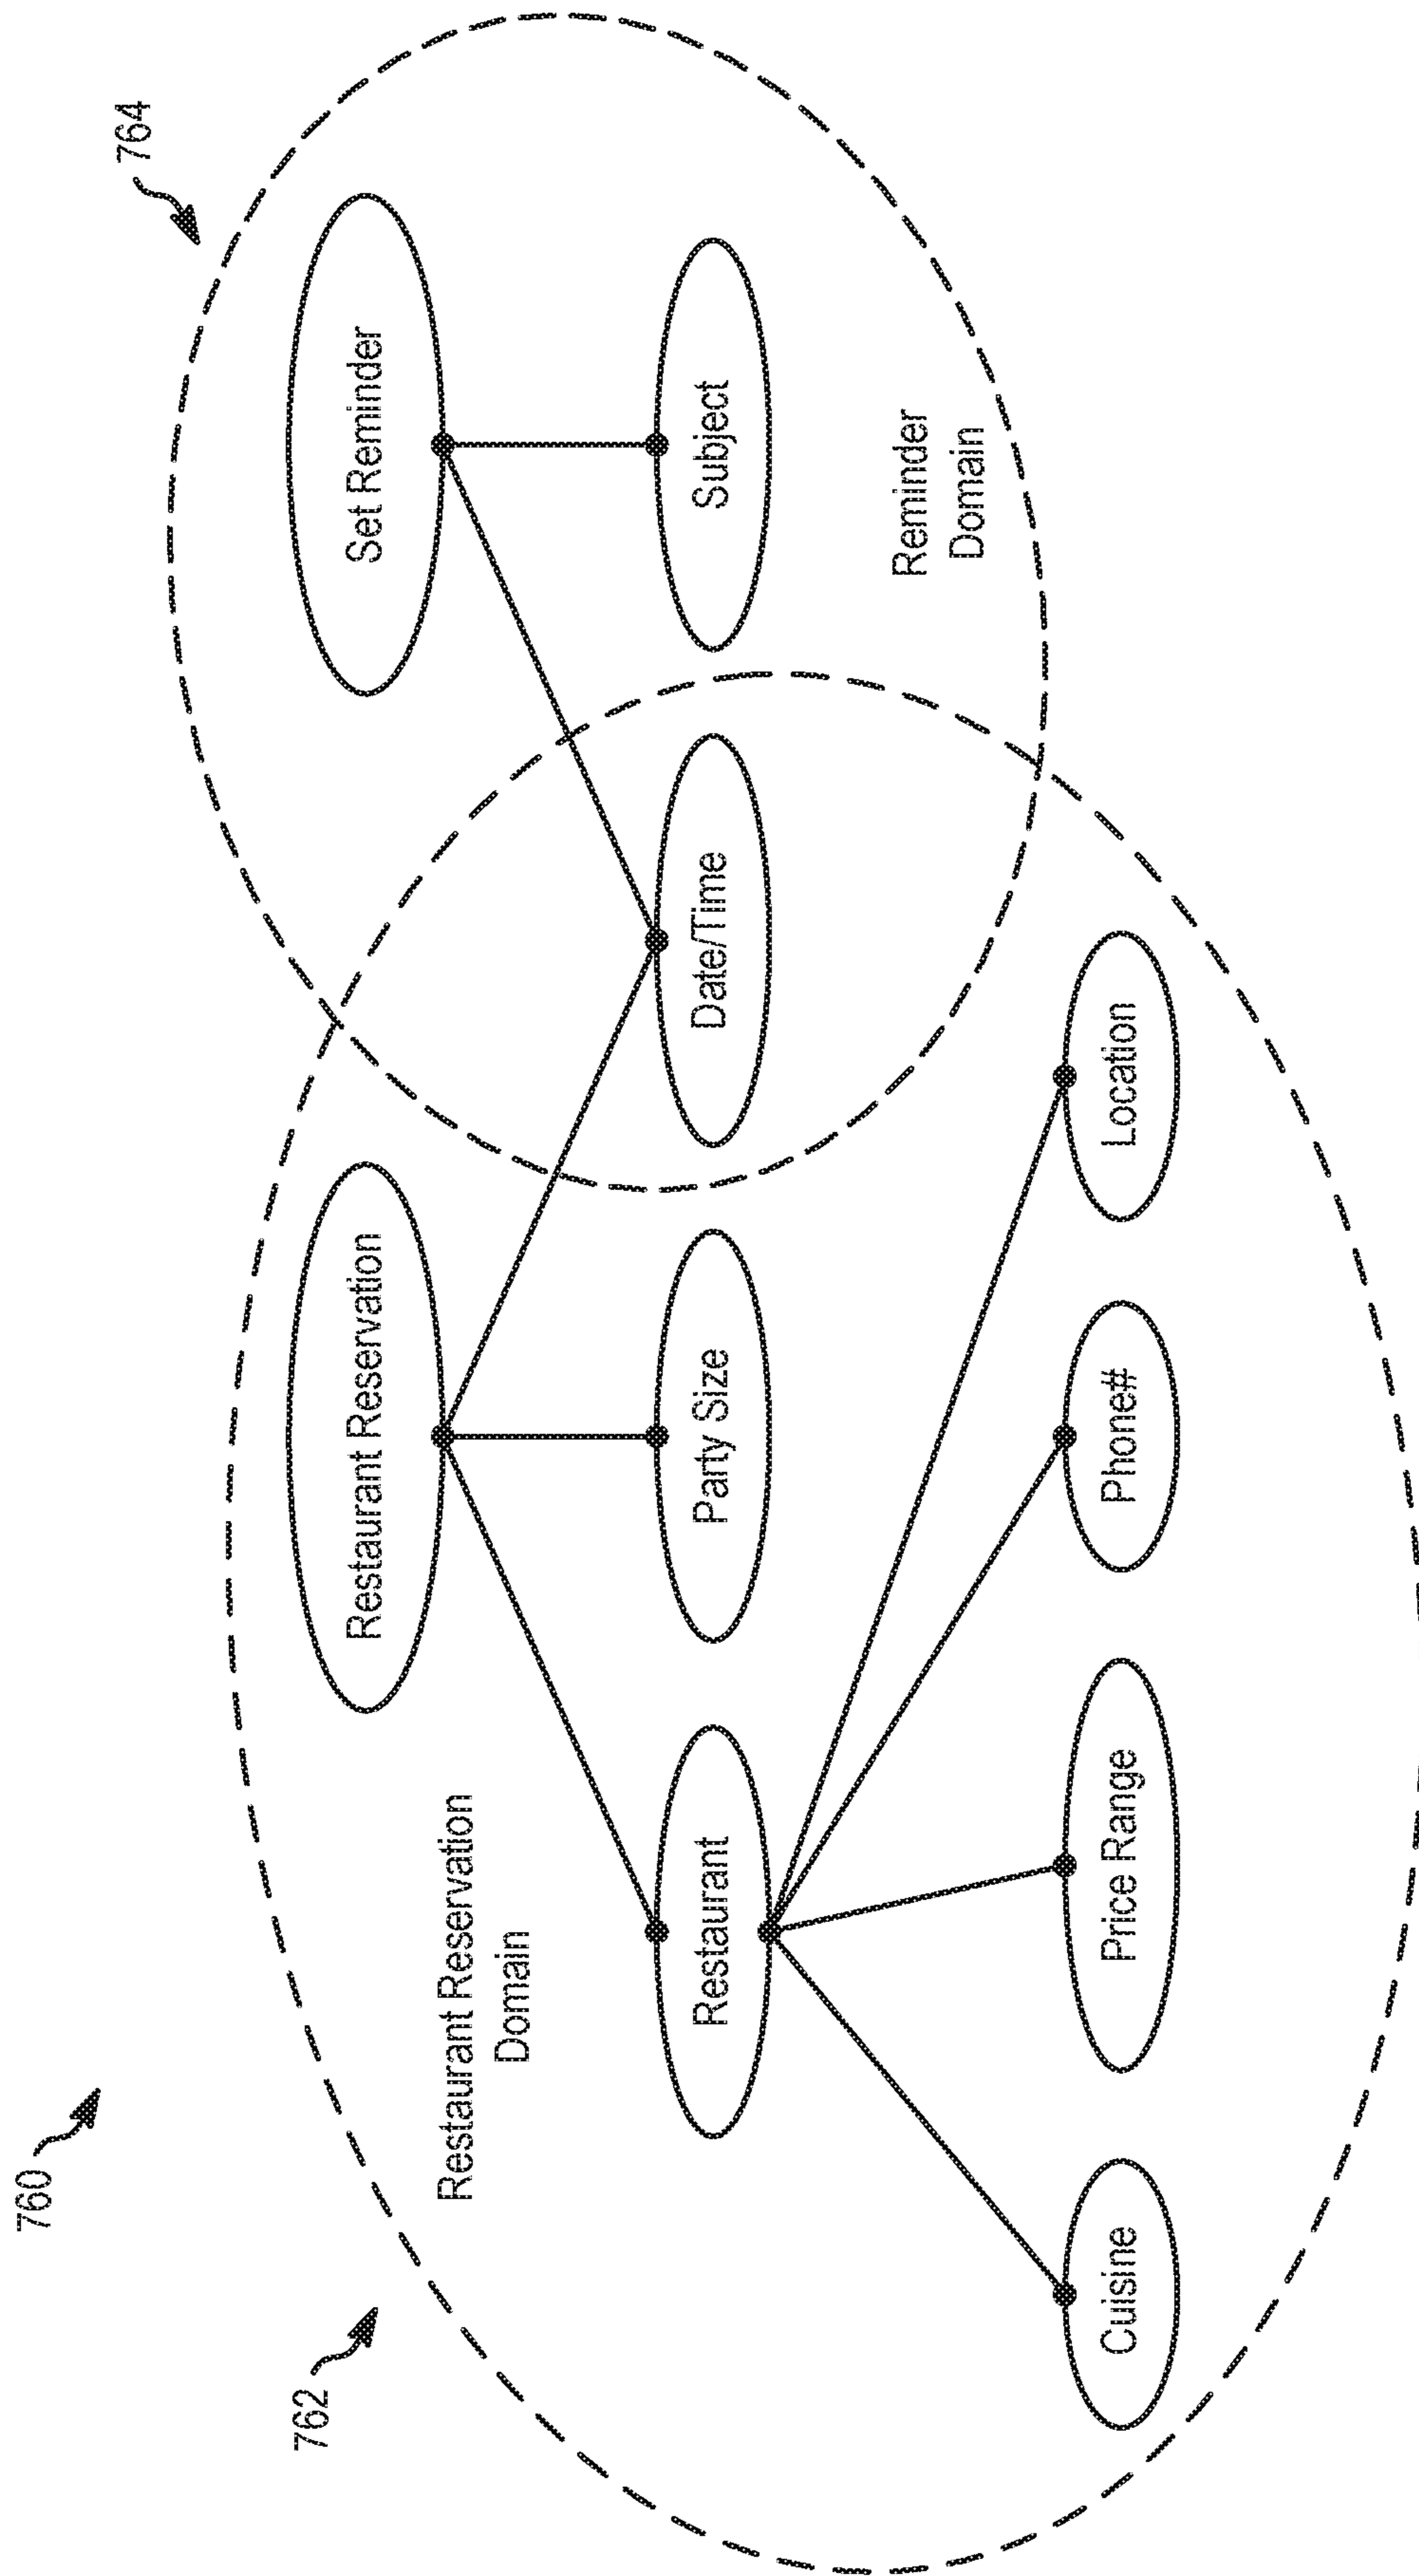 760
762
764
Restaurant Reservation
Set Reminder
Restaurant Reservation
Domain
Restaurant
Party Size
Date/Time
Subject
Reminder
Domain
Cuisine
Price Range
Phone#
Location